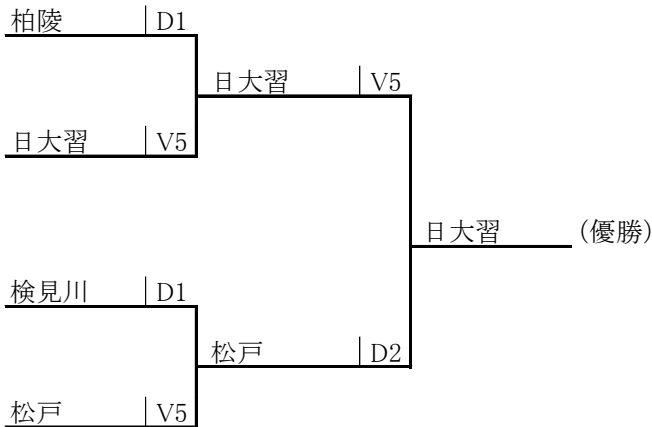 柏陵 D1
日大習 V5
日大習 V5
日大習 (優勝)
検見川 D1
松戸 D2
松戸 V5